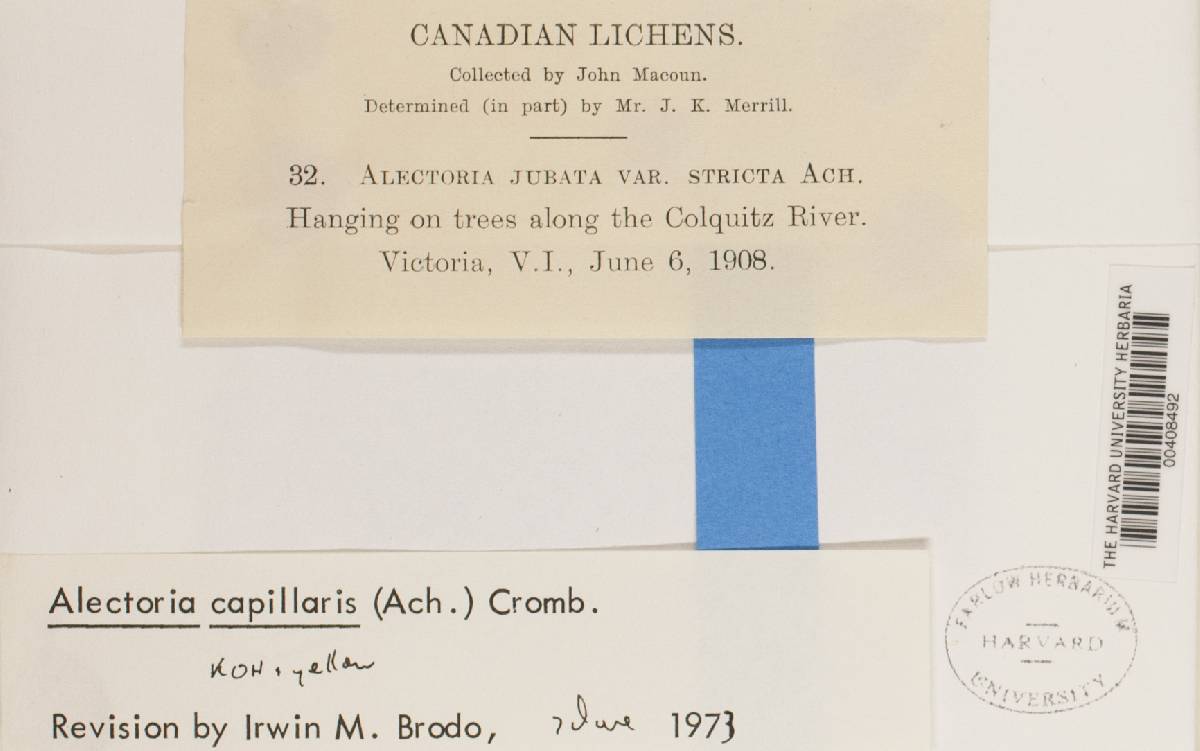 CANADIAN LICHENS.
Collected by John Macoun.
Determined (in part) by Mr. J. K. Merrill.
32. ALECTORIA JUBATA VAR. STRICTA ACH.
Hanging on trees along the Colquitz River.
Victoria, V.I., June 6, 1908.
THE HARVARD UNIVERSITY HERBARIA
00408492
Alectoria capillaris (Ach.) Cromb.
KOH + yellow
Revision by Irwin M. Brodo, 7 June 1973
FARLOW HERBARIUM
HARVARD
UNIVERSITY